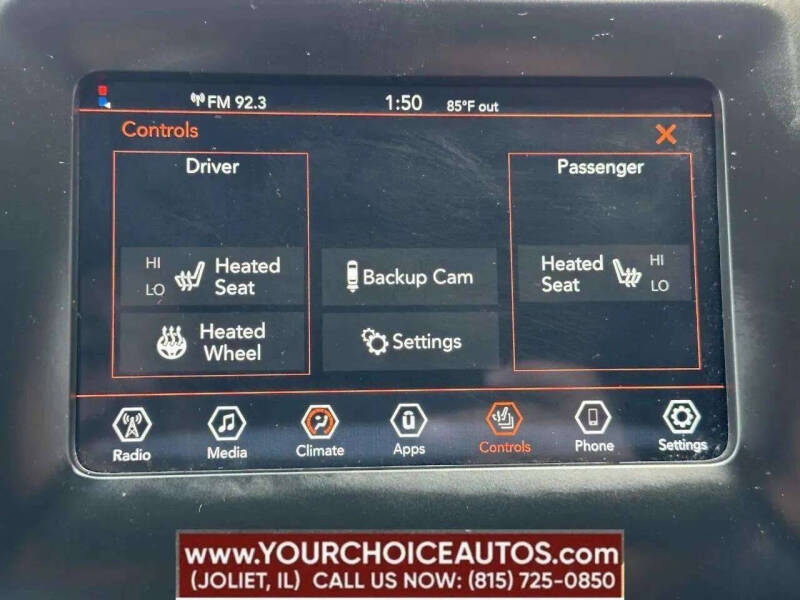 FM 92.3 1:50 85°F out
Controls
Driver
Passenger
HI
LO
Heated
Seat
Backup Cam
Heated
Seat
HI
LO
Heated
Wheel
Settings
Radio
Media
Climate
Apps
Controls
Phone
Settings
www.YOURCHOICEAUTOS.com
(JOLIET, IL) CALL US NOW: (815) 725-0850